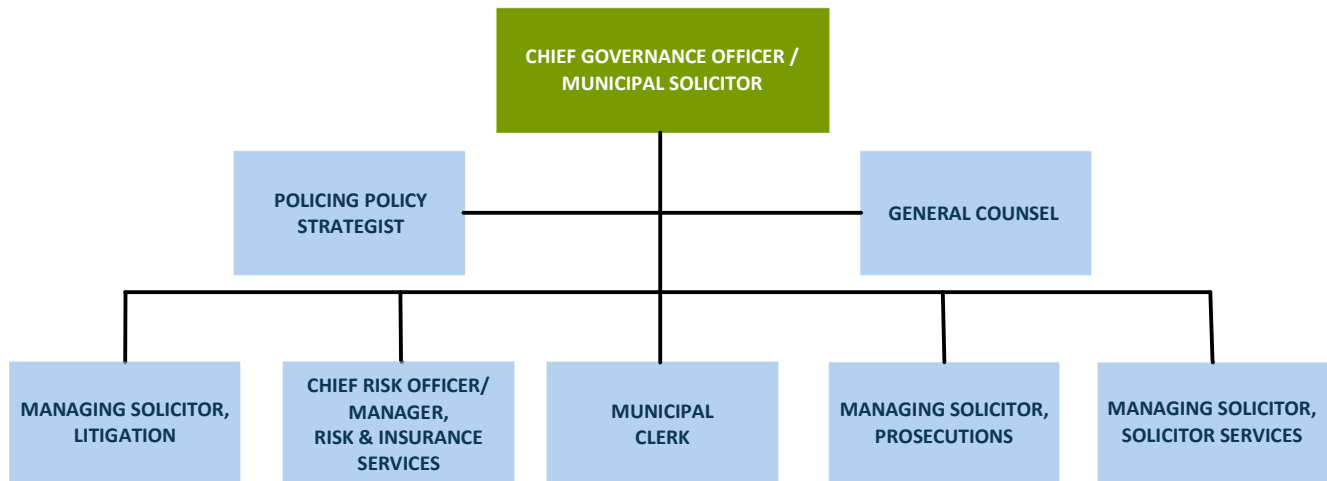 CHIEF GOVERNANCE OFFICER /
MUNICIPAL SOLICITOR
POLICING POLICY
STRATEGIST
GENERAL COUNSEL
MANAGING SOLICITOR,
LITIGATION
CHIEF RISK OFFICER/
MANAGER,
RISK & INSURANCE
SERVICES
MUNICIPAL
CLERK
MANAGING SOLICITOR,
PROSECUTIONS
MANAGING SOLICITOR,
SOLICITOR SERVICES